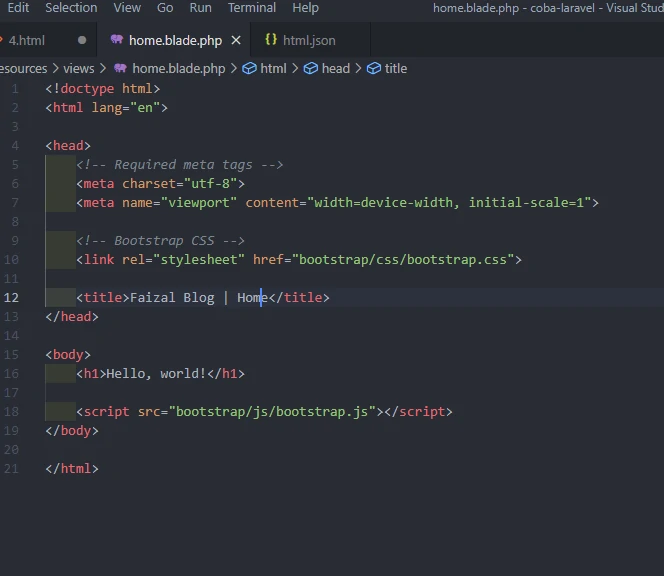 Edit Selection View Go Run Terminal Help home.blade.php - coba-laravel - Visual Stud
4.html home.blade.php html.json
esources > views > home.blade.php > html > head > title
1 <!doctype html>
2 <html lang="en">
3
4 <head>
5 <!-- Required meta tags -->
6 <meta charset="utf-8">
7 <meta name="viewport" content="width=device-width, initial-scale=1">
8
9 <!-- Bootstrap CSS -->
10 <link rel="stylesheet" href="bootstrap/css/bootstrap.css">
11
12 <title>Faizal Blog | Home</title>
13 </head>
14
15 <body>
16 <h1>Hello, world!</h1>
17
18 <script src="bootstrap/js/bootstrap.js"></script>
19 </body>
20
21 </html>